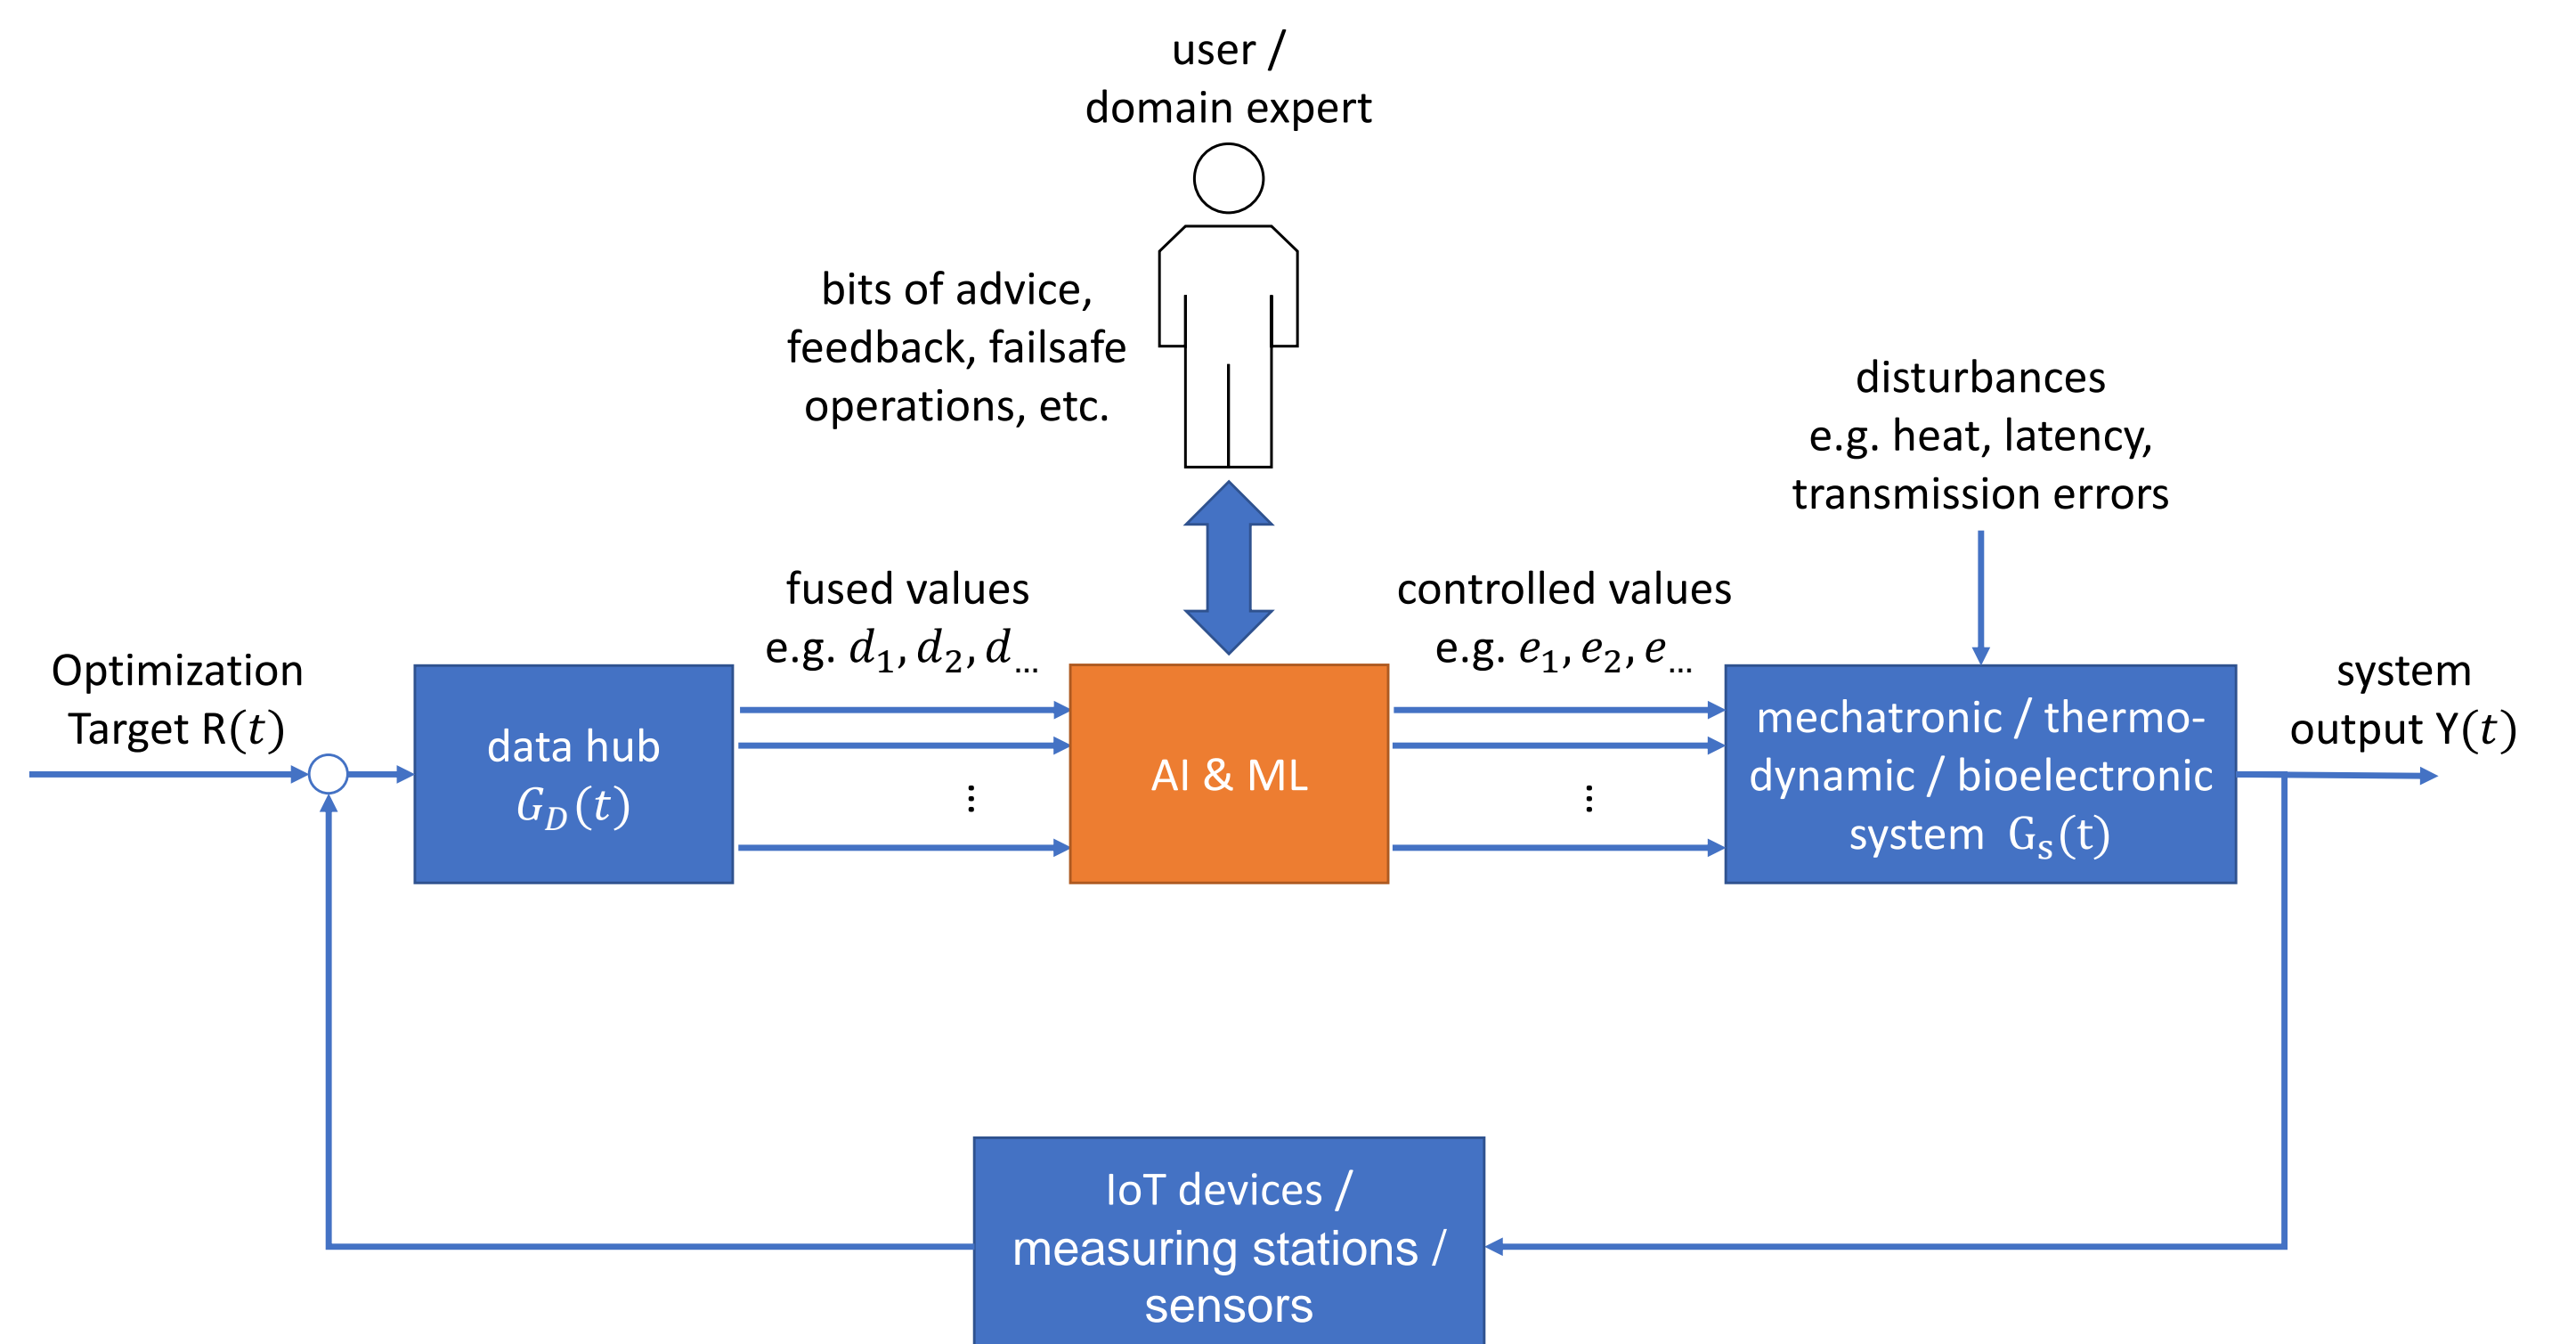 user /
domain expert
bits of advice,
feedback, failsafe
operations, etc.
disturbances
e.g. heat, latency,
transmission errors
fused values
e.g. d₁, d₂, d…
controlled values
e.g. e₁, e₂, e…
Optimization
Target R(t)
data hub
G_D(t)
⋮
AI & ML
⋮
mechatronic / thermo-
dynamic / bioelectronic
system Gₛ(t)
system
output Y(t)
IoT devices /
measuring stations /
sensors